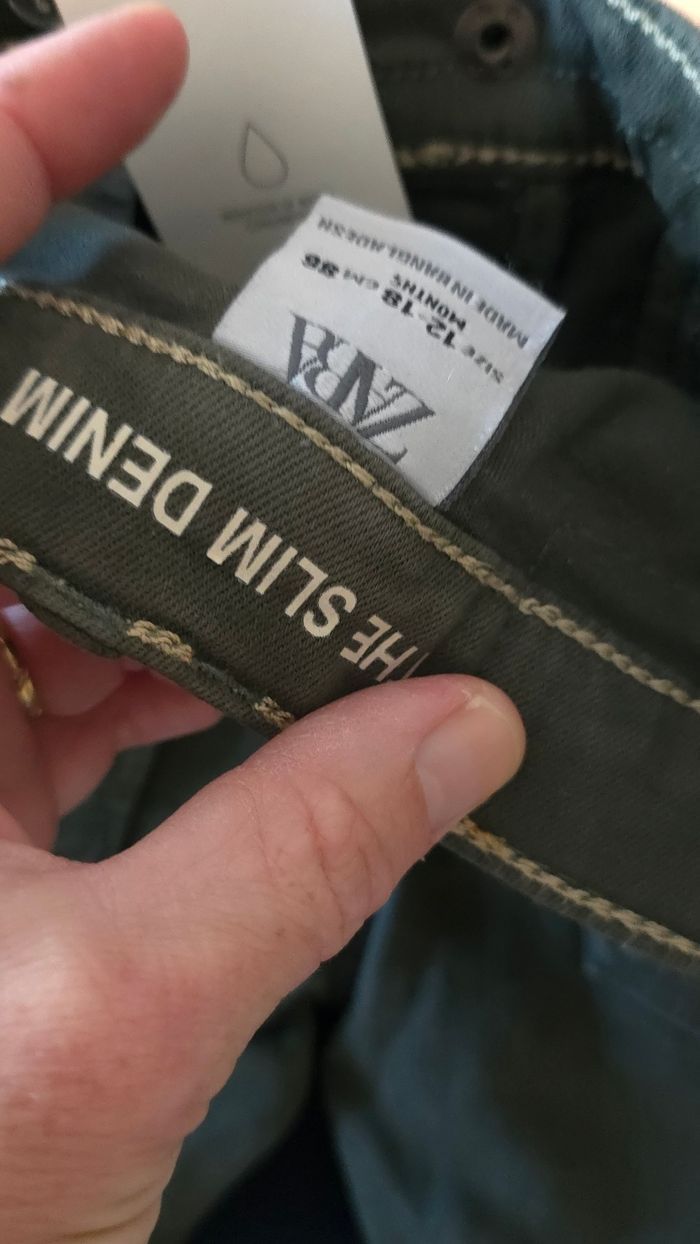 ZARA
SIZE 12-18 CM 86
MONTHS
MADE IN BANGLADESH
THE SLIM DENIM